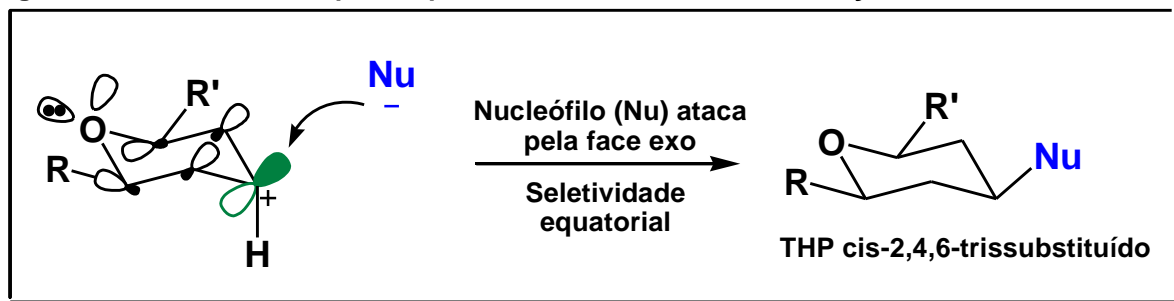 R'
O
R
Nu
–
+
H
Nucleófilo (Nu) ataca
pela face exo
Seletividade
equatorial
R'
O
Nu
R
THP cis-2,4,6-trissubstituído